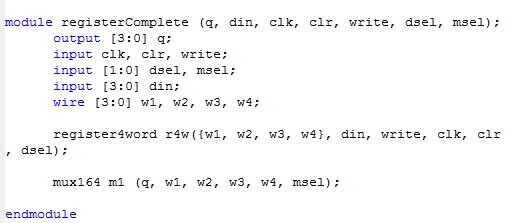 module registerComplete (q, din, clk, clr, write, dsel, msel);
output [3:0] q;
input clk, clr, write;
input [1:0] dsel, msel;
input [3:0] din;
wire [3:0] w1, w2, w3, w4;
register4word r4w({w1, w2, w3, w4}, din, write, clk, clr
, dsel);
mux164 m1 (q, w1, w2, w3, w4, msel);
endmodule